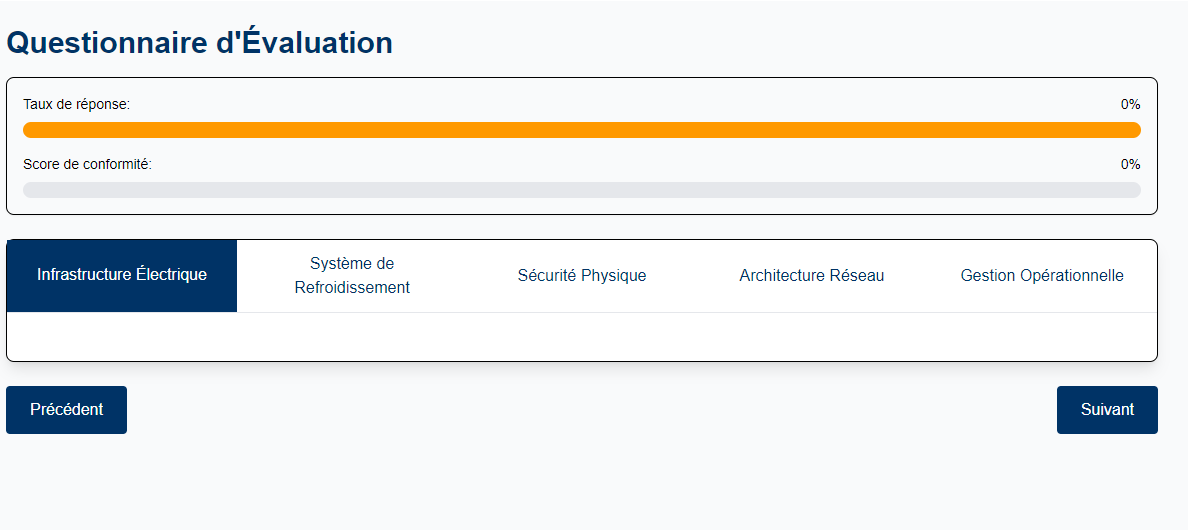 Questionnaire d'Évaluation
Taux de réponse: 0%
Score de conformité: 0%
Infrastructure Électrique
Système de
Refroidissement
Sécurité Physique
Architecture Réseau
Gestion Opérationnelle
Précédent
Suivant